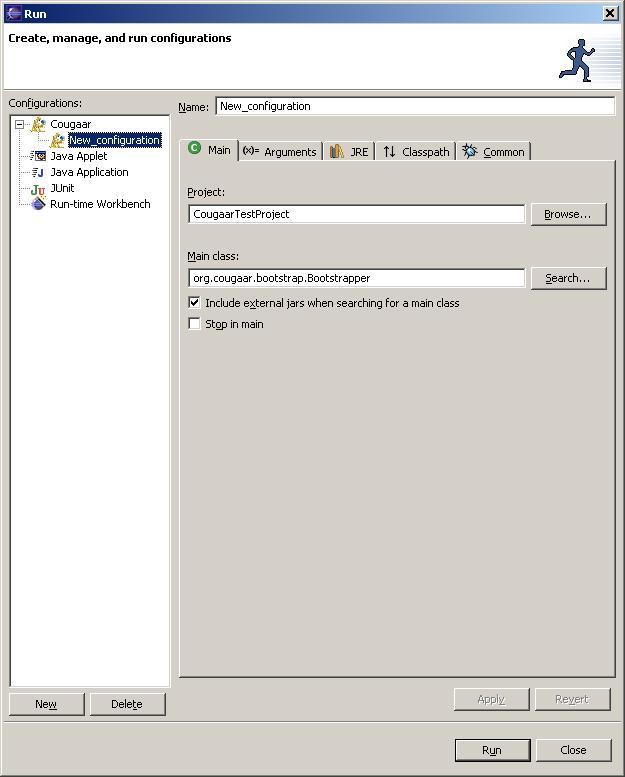 Run
Create, manage, and run configurations
Configurations:
Cougaar
New_configuration
Java Applet
Java Application
JUnit
Run-time Workbench
New
Delete
Name:
New_configuration
Main
(x)= Arguments
JRE
Classpath
Common
Project:
CougaarTestProject
Browse...
Main class:
org.cougaar.bootstrap.Bootstrapper
Search...
Include external jars when searching for a main class
Stop in main
Apply
Revert
Run
Close